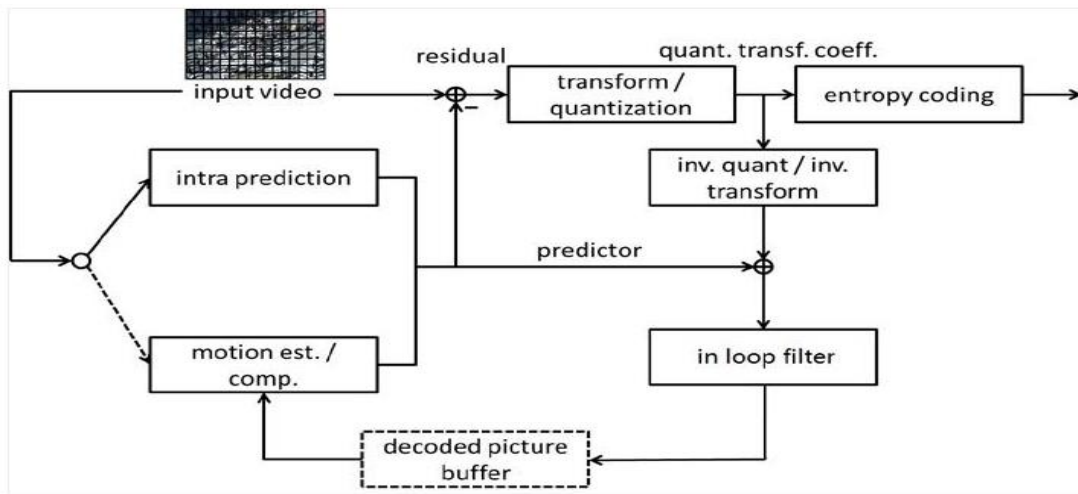 residual
quant. transf. coeff.
input video
transform /
quantization
entropy coding
−
intra prediction
inv. quant / inv.
transform
predictor
motion est. /
comp.
in loop filter
decoded picture
buffer